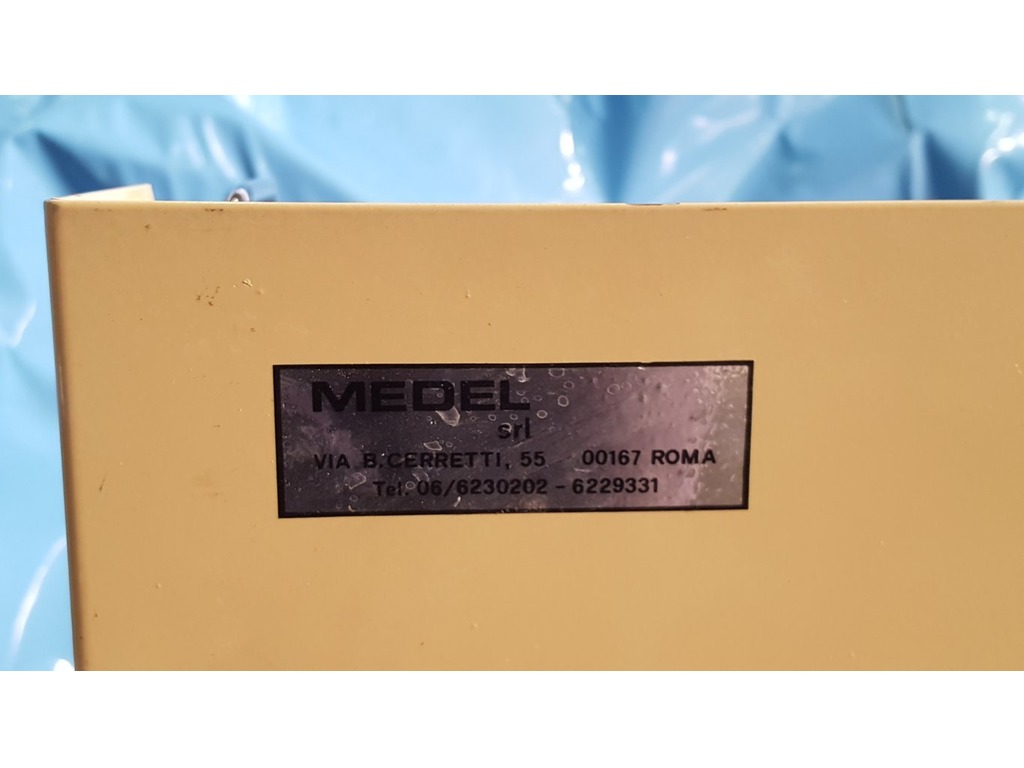 MEDEL
srl
VIA B. CERRETTI, 55 00167 ROMA
Tel. 06/6230202 - 6229331